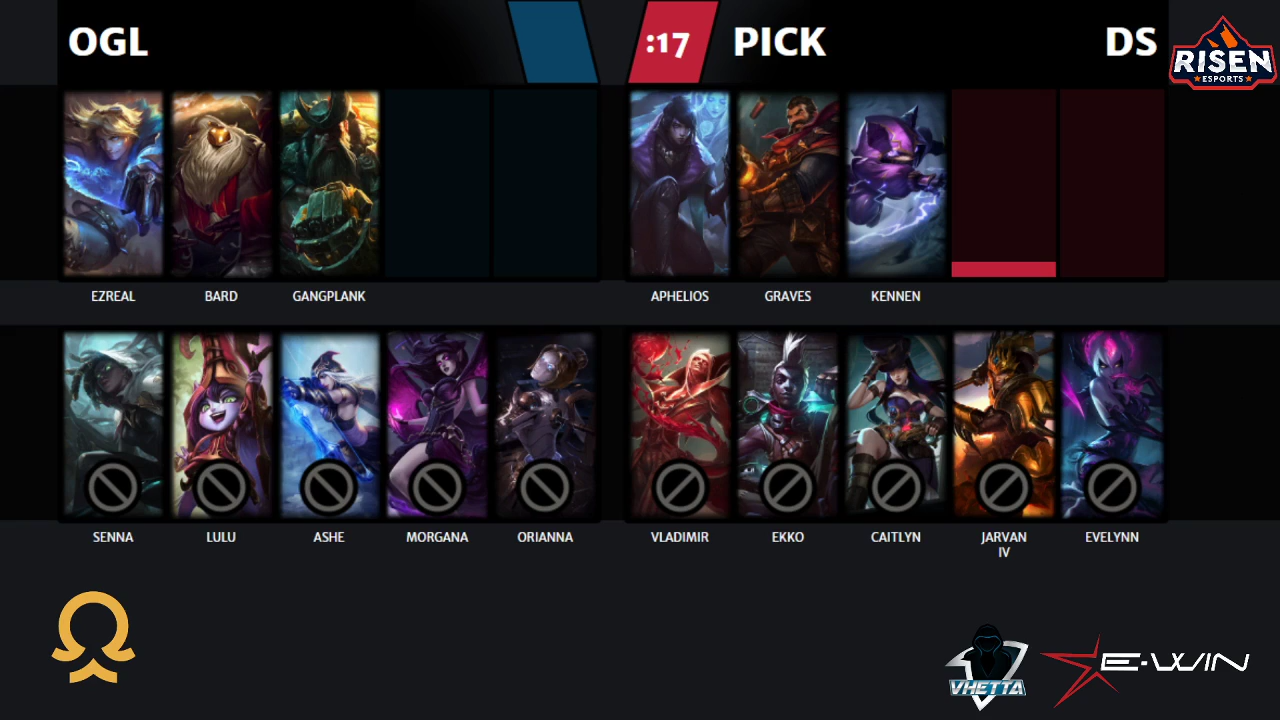 OGL
:17 PICK
DS
RISEN
ESPORTS
EZREAL BARD GANGPLANK
APHELIOS GRAVES KENNEN
SENNA LULU ASHE MORGANA ORIANNA
VLADIMIR EKKO CAITLYN JARVAN EVELYNN
IV
VHETTA
E-WIN